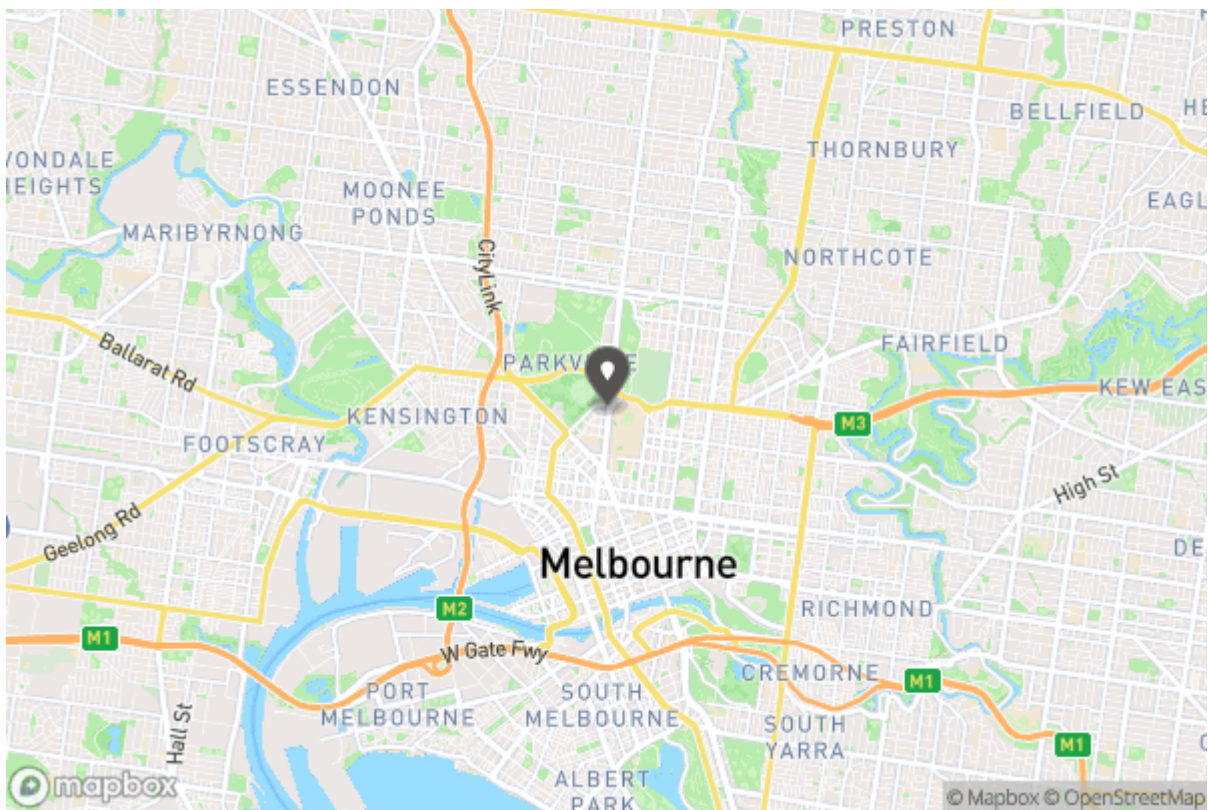 PRESTON
ESSENDON
BELLFIELD
HE
VONDALE
HEIGHTS
THORNBURY
MOONEE
PONDS
EAGL
MARIBYRNONG
CityLink
NORTHCOTE
Ballarat Rd
FAIRFIELD
KEW EAS
KENSINGTON
M3
FOOTSCRAY
High St
Geelong Rd
DE
Melbourne
M2
RICHMOND
M1
W Gate Fwy
CREMORNE
M1
PORT
MELBOURNE
SOUTH
MELBOURNE
Hall St
SOUTH
YARRA
M1
ALBERT
PARK
mapbox
© Mapbox © OpenStreetMap